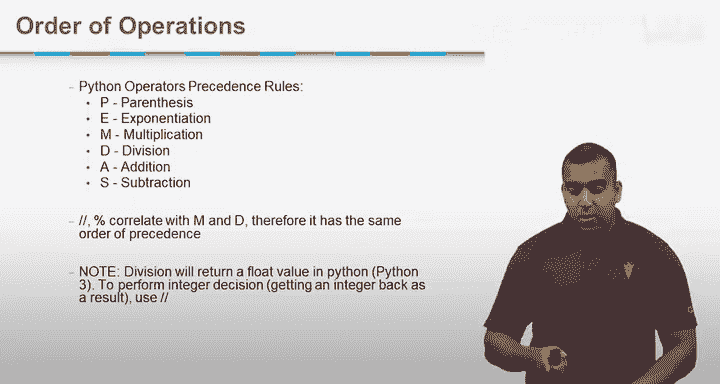 Order of Operations
- Python Operators Precedence Rules:
• P - Parenthesis
• E - Exponentiation
• M - Multiplication
• D - Division
• A - Addition
• S - Subtraction
- //, % correlate with M and D, therefore it has the same
order of precedence
- NOTE: Division will return a float value in python (Python
3). To perform integer decision (getting an integer back as
a result), use //